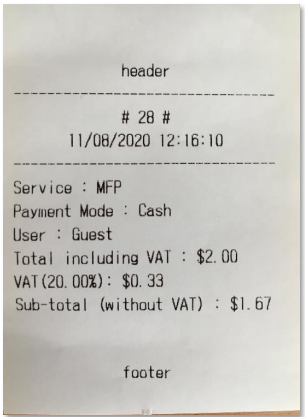 header
--------------------------------
# 28 #
11/08/2020 12:16:10
--------------------------------
Service : MFP
Payment Mode : Cash
User : Guest
Total including VAT : $2.00
VAT(20.00%): $0.33
Sub-total (without VAT) : $1.67
footer